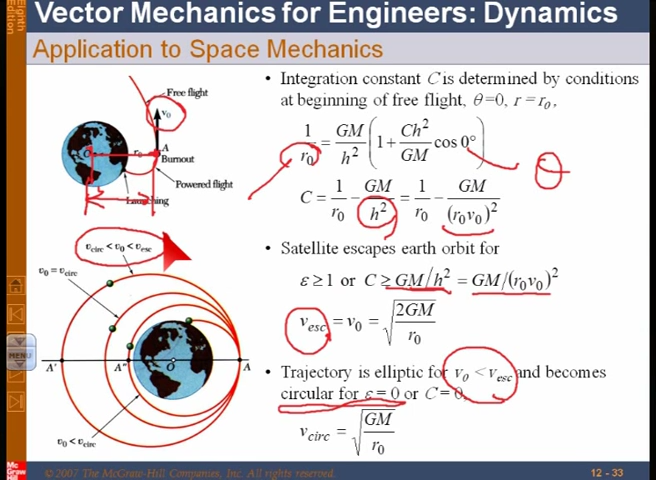 Eighth Edition
Vector Mechanics for Engineers: Dynamics
Application to Space Mechanics
Free flight
v₀
r₀
A
Burnout
Powered flight
Launching
v_circ < v₀ < v_esc
v₀ = v_circ
A' A" O A
v₀ < v_circ
• Integration constant C is determined by conditions
at beginning of free flight, θ=0, r = r₀,
1/r₀ = GM/h² (1 + Ch²/GM cos 0°)
θ
C = 1/r₀ − GM/h² = 1/r₀ − GM/(r₀v₀)²
• Satellite escapes earth orbit for
ε ≥ 1 or C ≥ GM/h² = GM/(r₀v₀)²
v_esc = v₀ = √(2GM/r₀)
• Trajectory is elliptic for v₀ < v_esc and becomes
circular for ε = 0 or C = 0,
v_circ = √(GM/r₀)
MENU
Mc
Graw
Hill
© 2007 The McGraw-Hill Companies, Inc. All rights reserved.
12 - 33